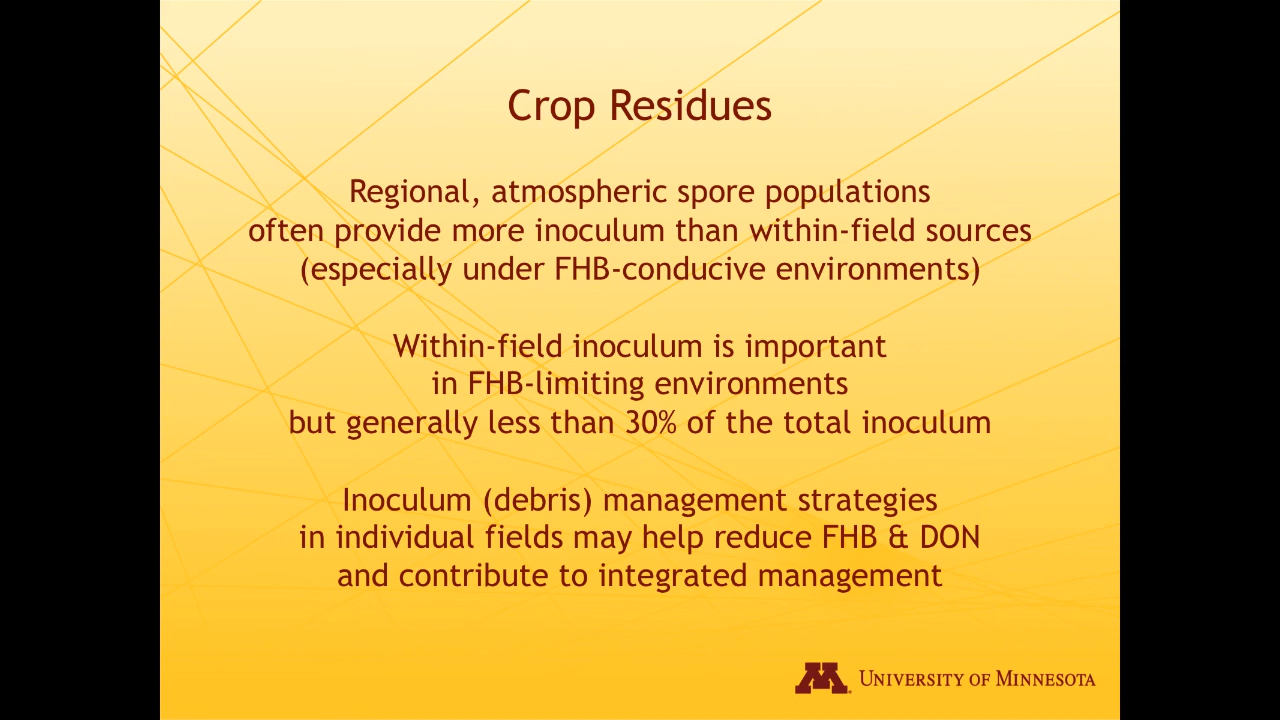 Crop Residues
Regional, atmospheric spore populations
often provide more inoculum than within-field sources
(especially under FHB-conducive environments)
Within-field inoculum is important
in FHB-limiting environments
but generally less than 30% of the total inoculum
Inoculum (debris) management strategies
in individual fields may help reduce FHB & DON
and contribute to integrated management
M University of Minnesota